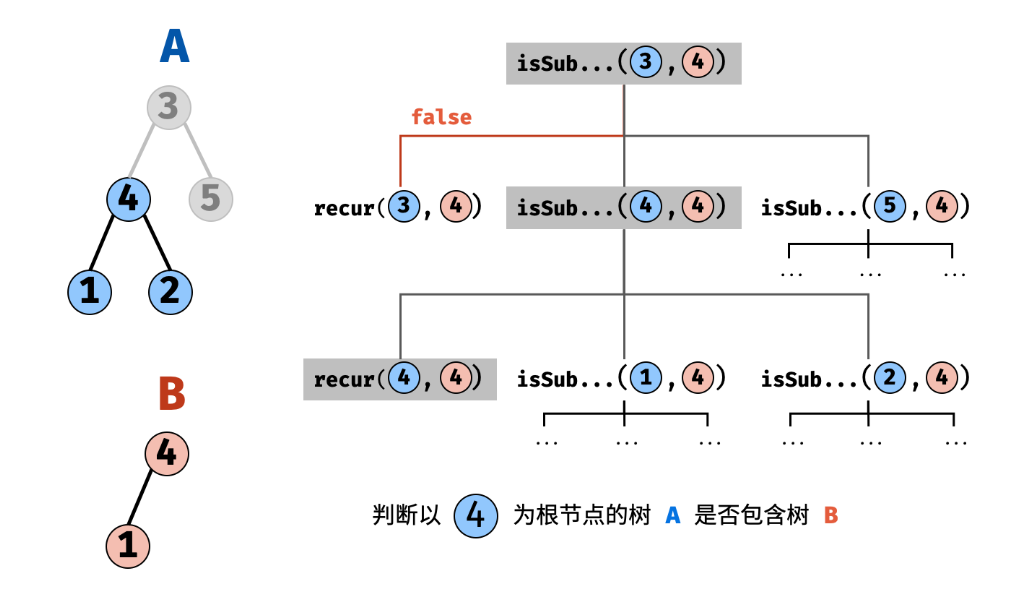 A
3
4
5
1
2
B
4
1
isSub...(3,4)
false
recur(3,4)
isSub...(4,4)
isSub...(5,4)
... ... ...
recur(4,4)
isSub...(1,4)
isSub...(2,4)
... ... ...
... ... ...
判断以 4 为根节点的树 A 是否包含树 B